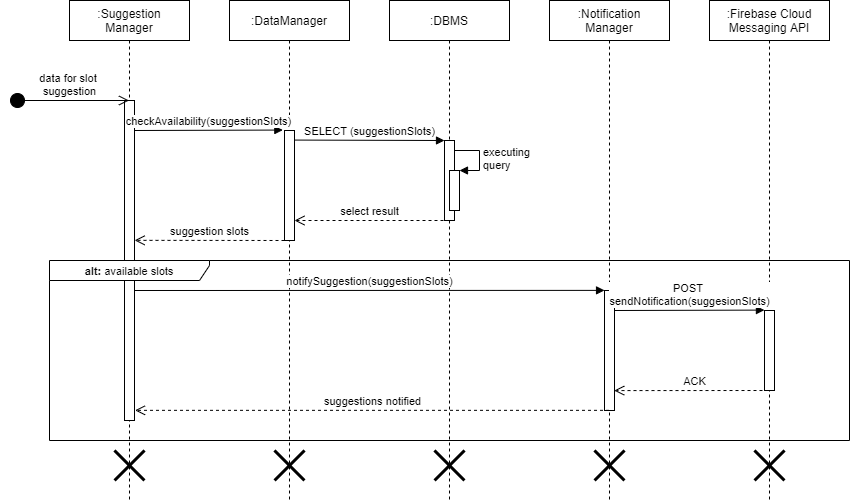 :Suggestion
Manager
:DataManager
:DBMS
:Notification
Manager
:Firebase Cloud
Messaging API
data for slot
suggestion
checkAvailability(suggestionSlots)
SELECT (suggestionSlots)
executing
query
select result
suggestion slots
alt: available slots
notifySuggestion(suggestionSlots)
POST
sendNotification(suggesionSlots)
ACK
suggestions notified